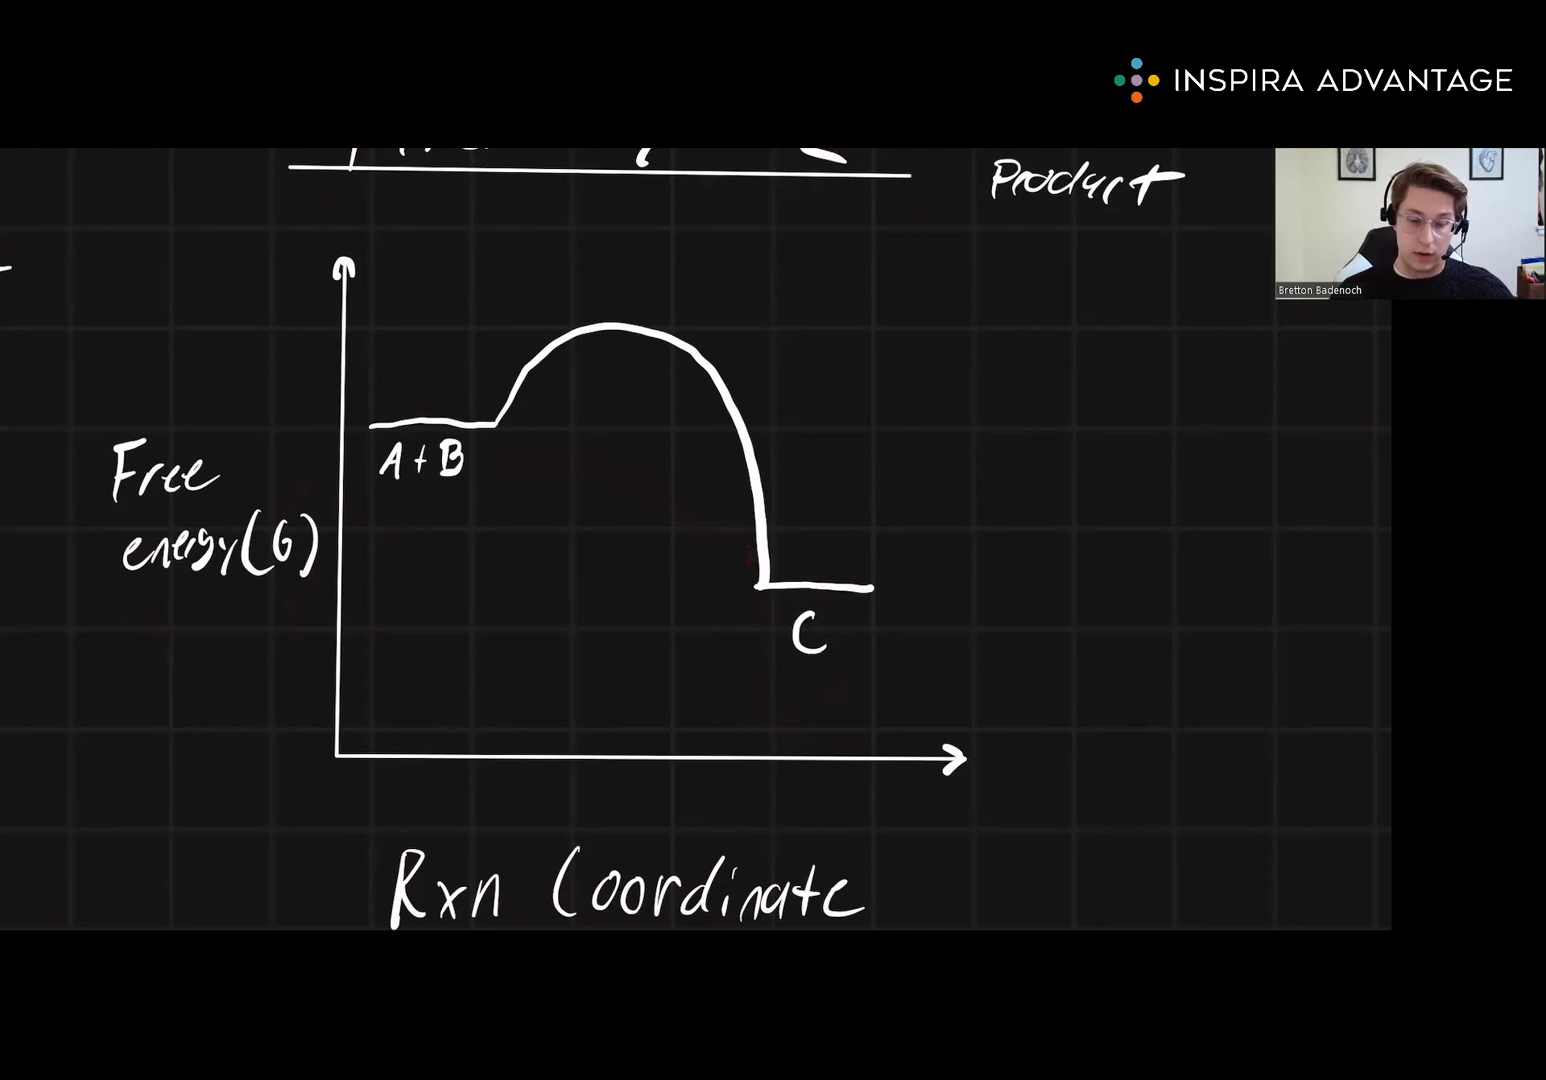 INSPIRA ADVANTAGE
Product
Bretton Badenoch
A + B
Free
energy (G)
C
Rxn Coordinate